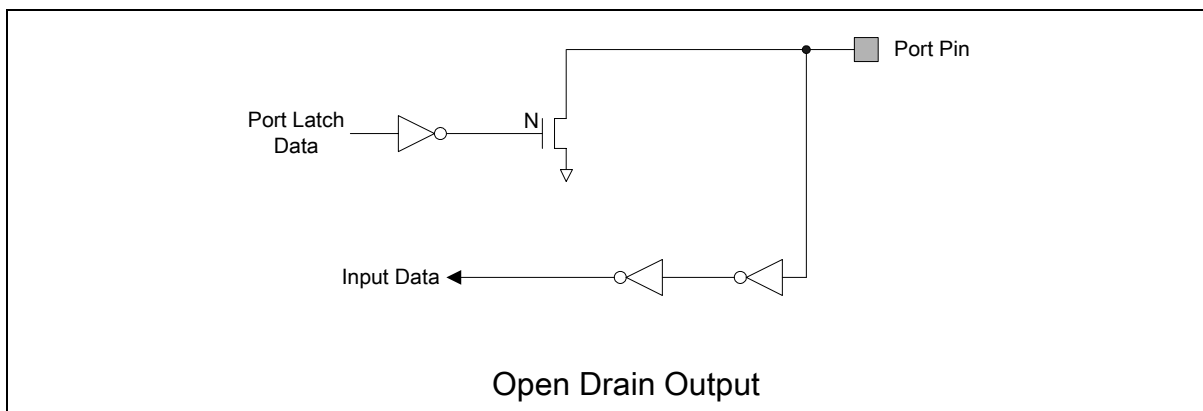 Port Pin
Port Latch
Data
N
Input Data
Open Drain Output